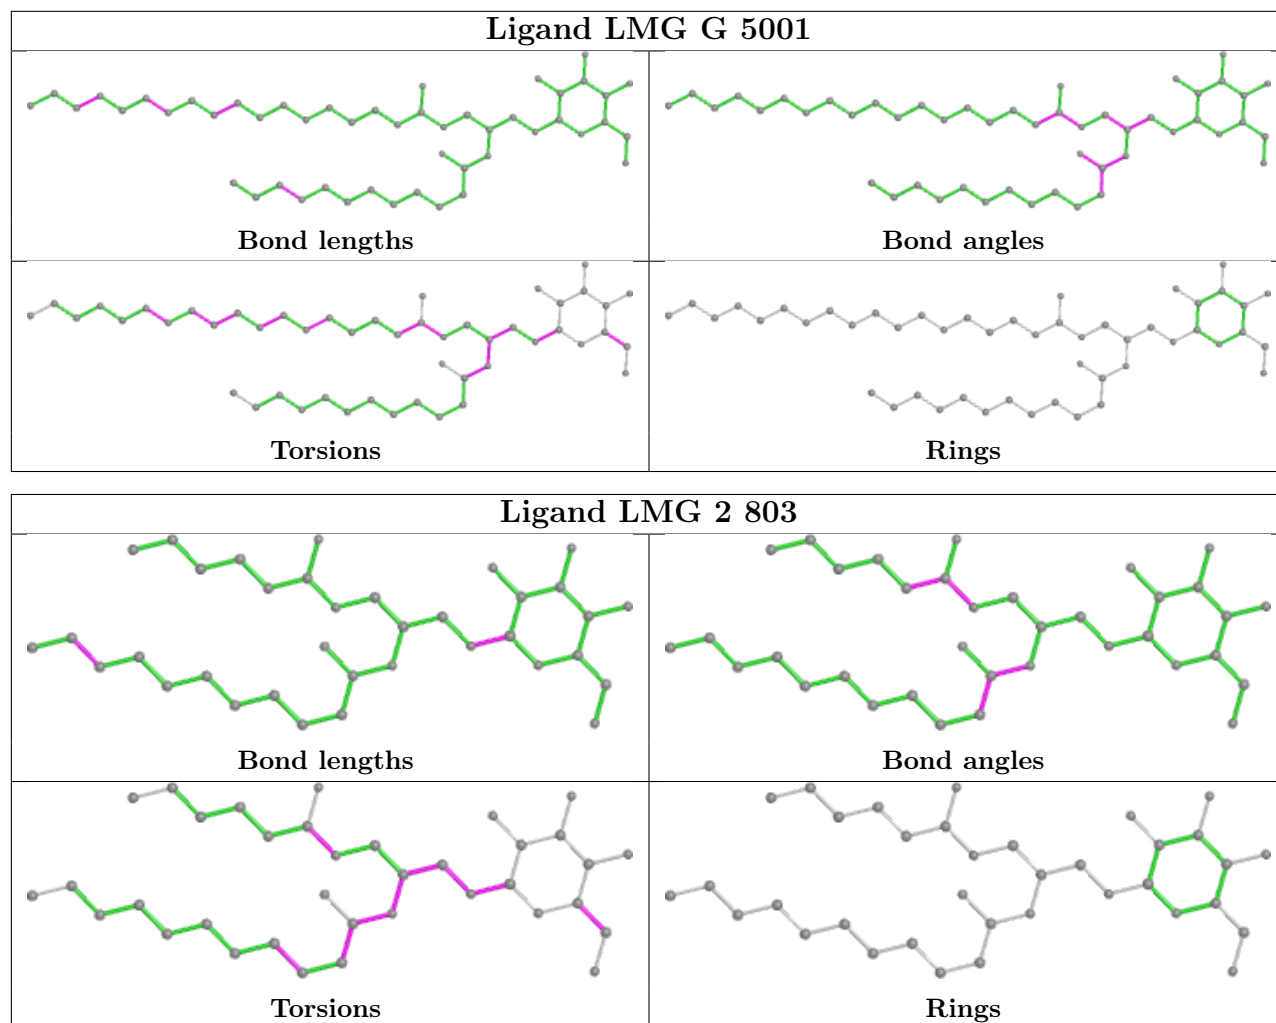 Ligand LMG G 5001
Bond lengths
Bond angles
Torsions
Rings
Ligand LMG 2 803
Bond lengths
Bond angles
Torsions
Rings